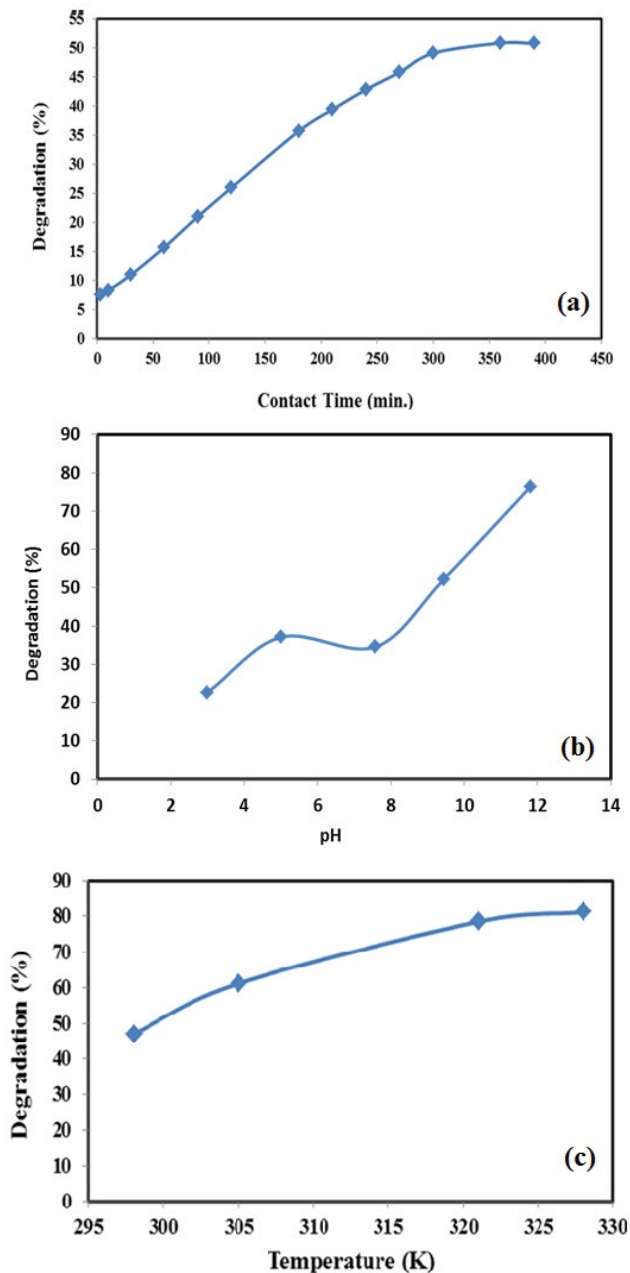 Degradation (%)
55
50
45
40
35
30
25
20
15
10
5
0
0 50 100 150 200 250 300 350 400 450
Contact Time (min.)
(a)
Degradation (%)
90
80
70
60
50
40
30
20
10
0
0 2 4 6 8 10 12 14
pH
(b)
Degradation (%)
90
80
70
60
50
40
30
20
10
0
295 300 305 310 315 320 325 330
Temperature (K)
(c)